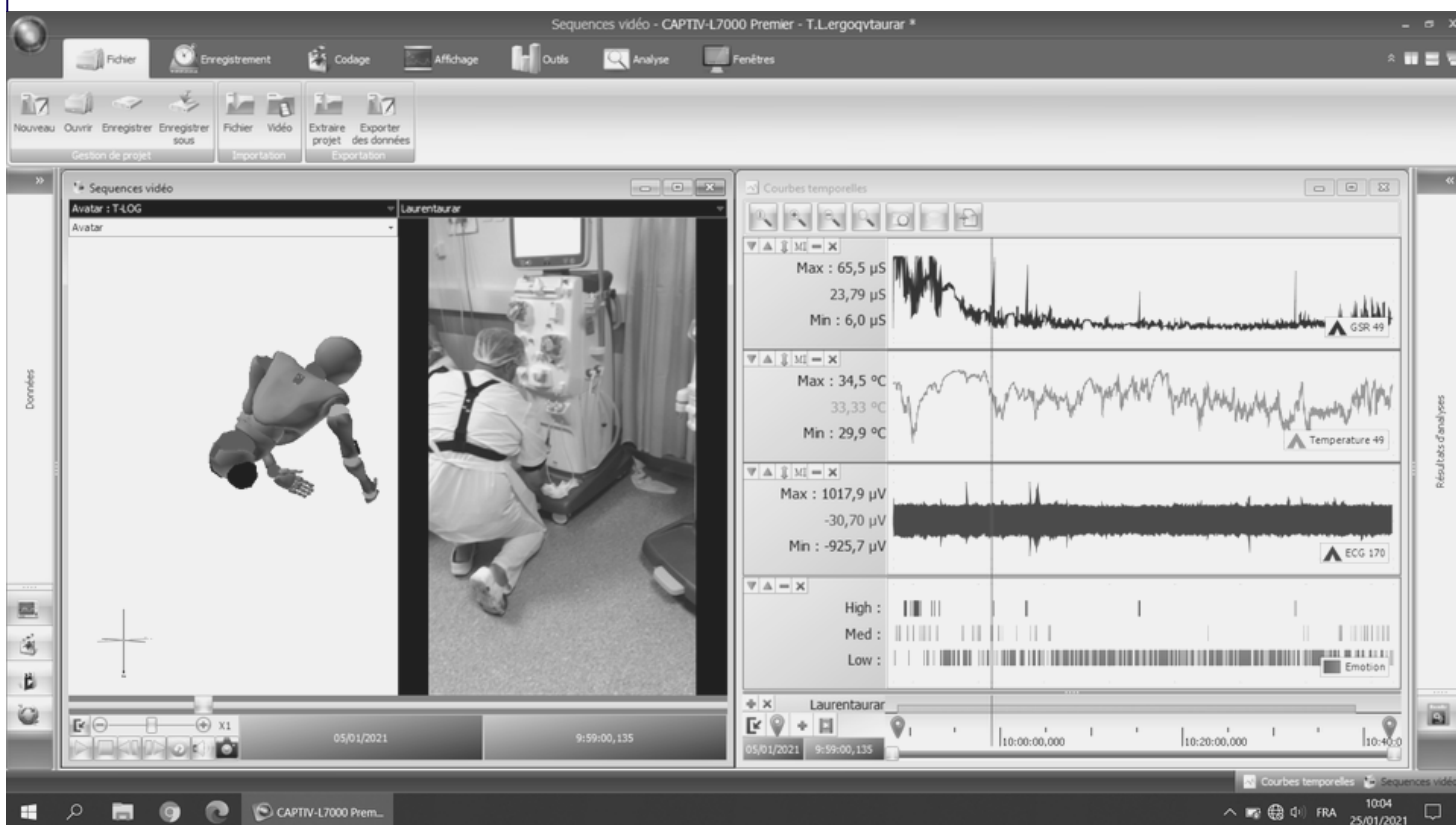 Sequences vidéo - CAPTIV-L7000 Premier - T.L.ergoqvtaurar *
Fichier Enregistrement Codage Affichage Outils Analyse Fenêtres
Nouveau Ouvrir Enregistrer Enregistrer sous Fichier Vidéo Extraire projet Exporter des données
Gestion de projet Importation Exportation
Données
Sequences vidéo
Avatar : T-LOG Laurentaurar
Avatar
X1
05/01/2021 9:59:00,135
Courbes temporelles
MI
Max : 65,5 µS
23,79 µS
Min : 6,0 µS
GSR 49
MI
Max : 34,5 °C
33,33 °C
Min : 29,9 °C
Temperature 49
MI
Max : 1017,9 µV
-30,70 µV
Min : -925,7 µV
ECG 170
High :
Med :
Low :
Emotion
Laurentaurar
05/01/2021 9:59:00,135
10:00:00,000 10:20:00,000 10:40:0
Résultats d'analyses
Courbes temporelles Sequences vidéo
CAPTIV-L7000 Prem...
FRA
10:04
25/01/2021